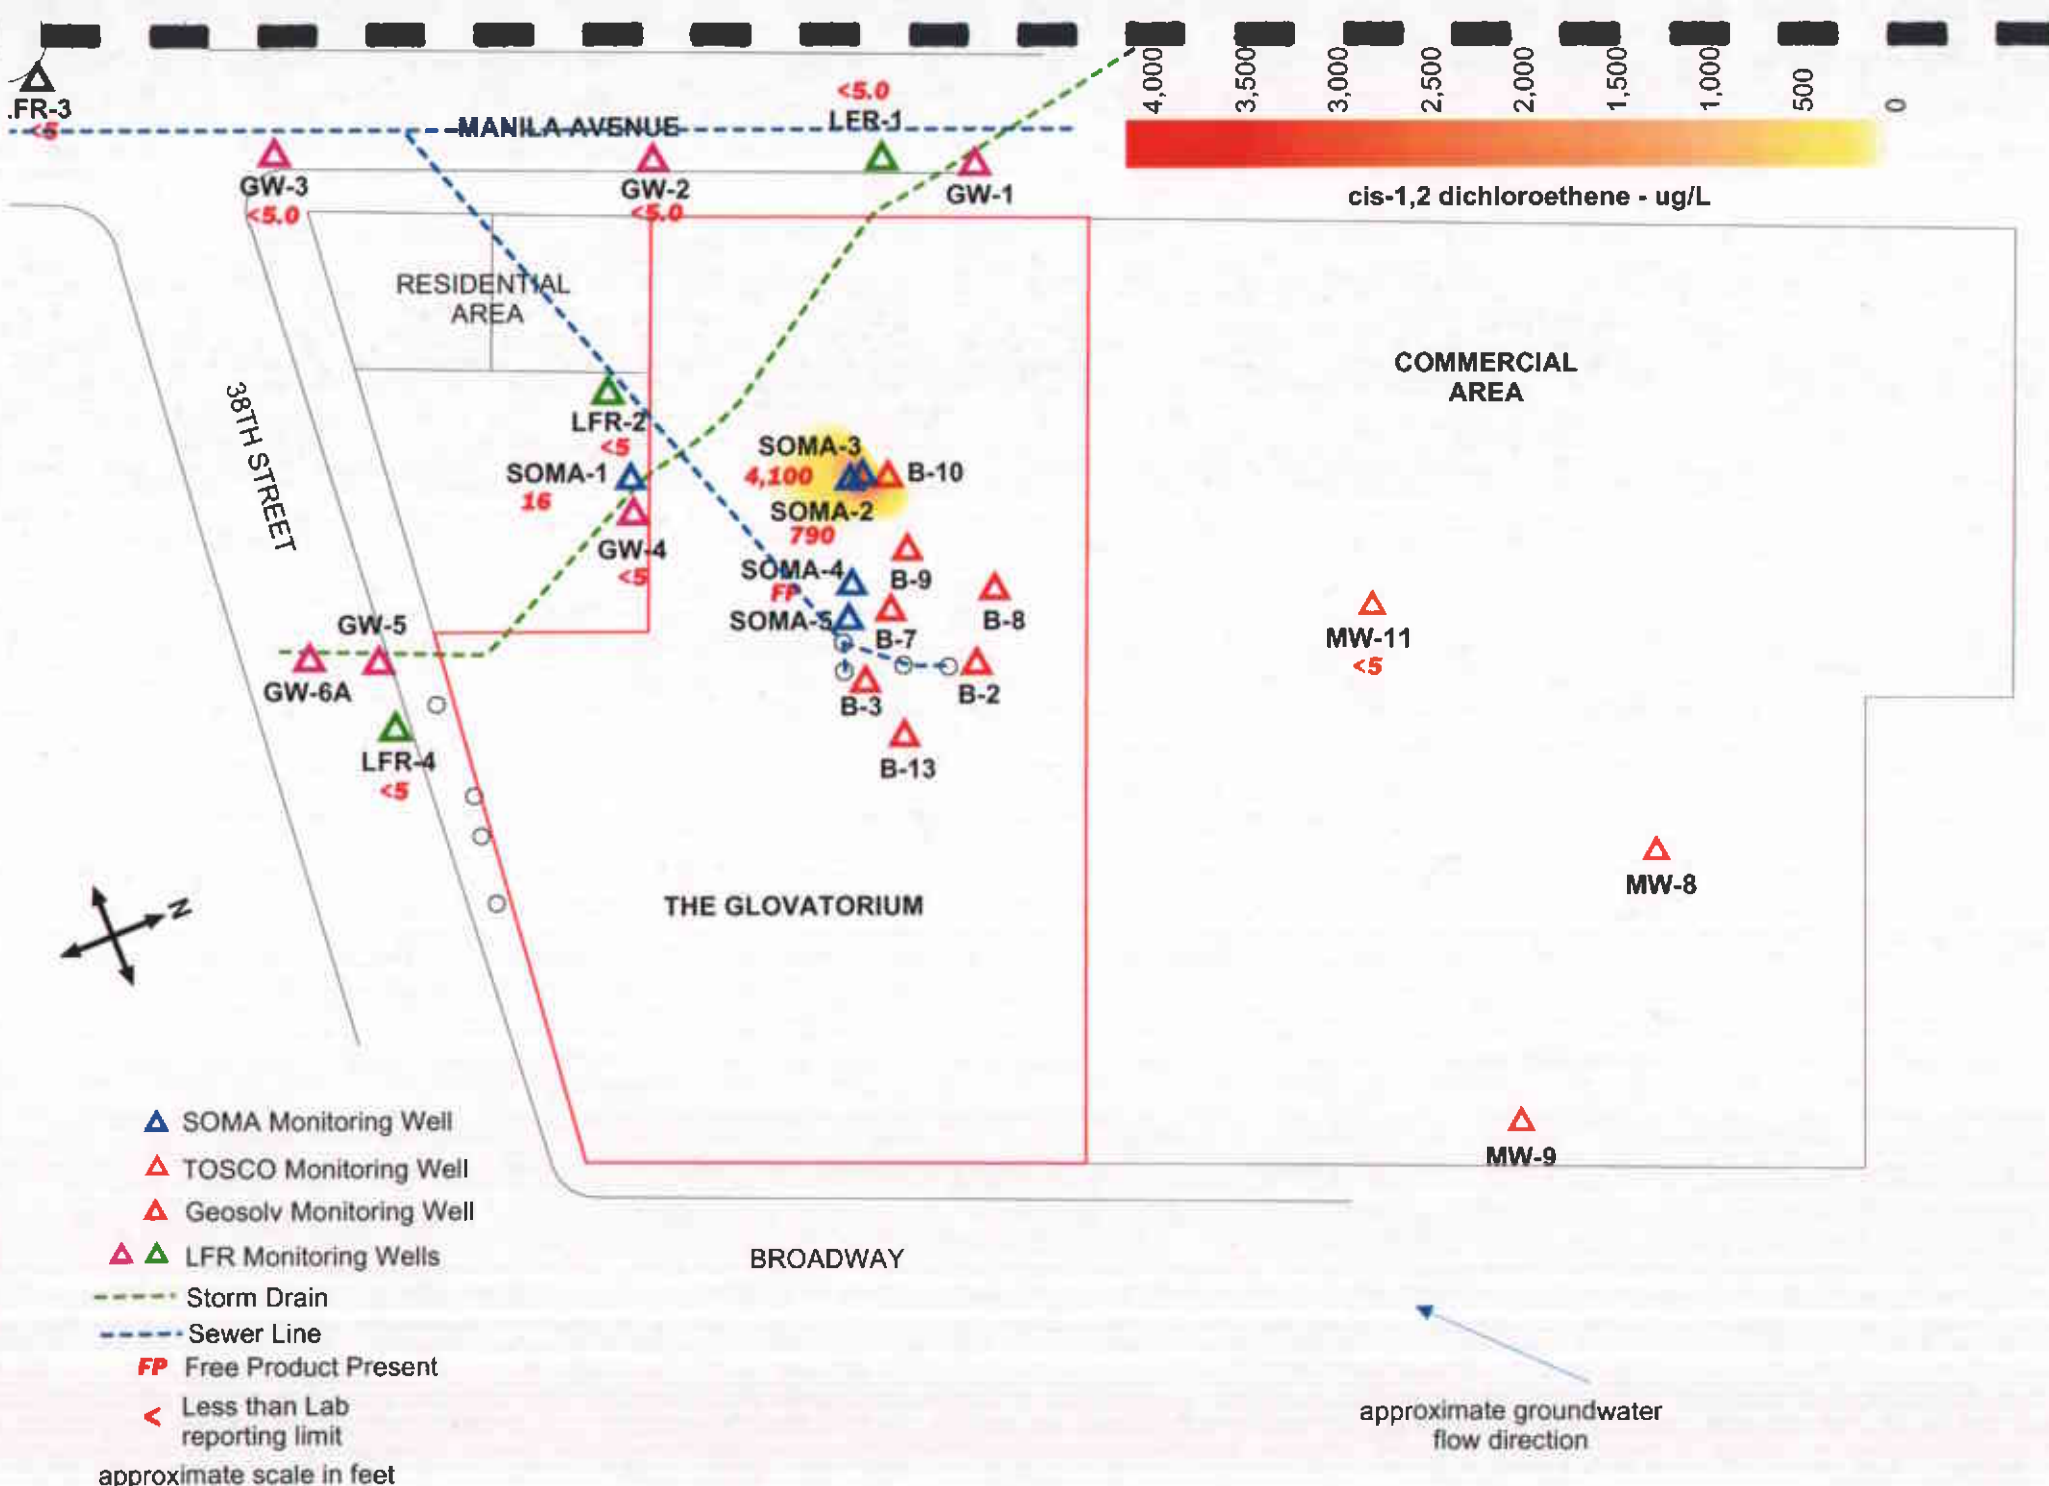 4,000
3,500
3,000
2,500
2,000
1,500
1,000
500
0
cis-1,2 dichloroethene - ug/L
.FR-3
<5
MANILA AVENUE
<5.0
LFR-1
GW-3
<5.0
GW-2
<5.0
GW-1
RESIDENTIAL
AREA
COMMERCIAL
AREA
38TH STREET
LFR-2
<5
SOMA-1
16
GW-4
<5
SOMA-3
4,100
B-10
SOMA-2
790
SOMA-4
FP
B-9
B-8
SOMA-5
B-7
GW-5
GW-6A
B-3
B-2
LFR-4
<5
B-13
MW-11
<5
MW-8
MW-9
THE GLOVATORIUM
N
BROADWAY
SOMA Monitoring Well
TOSCO Monitoring Well
Geosolv Monitoring Well
LFR Monitoring Wells
Storm Drain
Sewer Line
FP Free Product Present
< Less than Lab
reporting limit
approximate scale in feet
approximate groundwater
flow direction